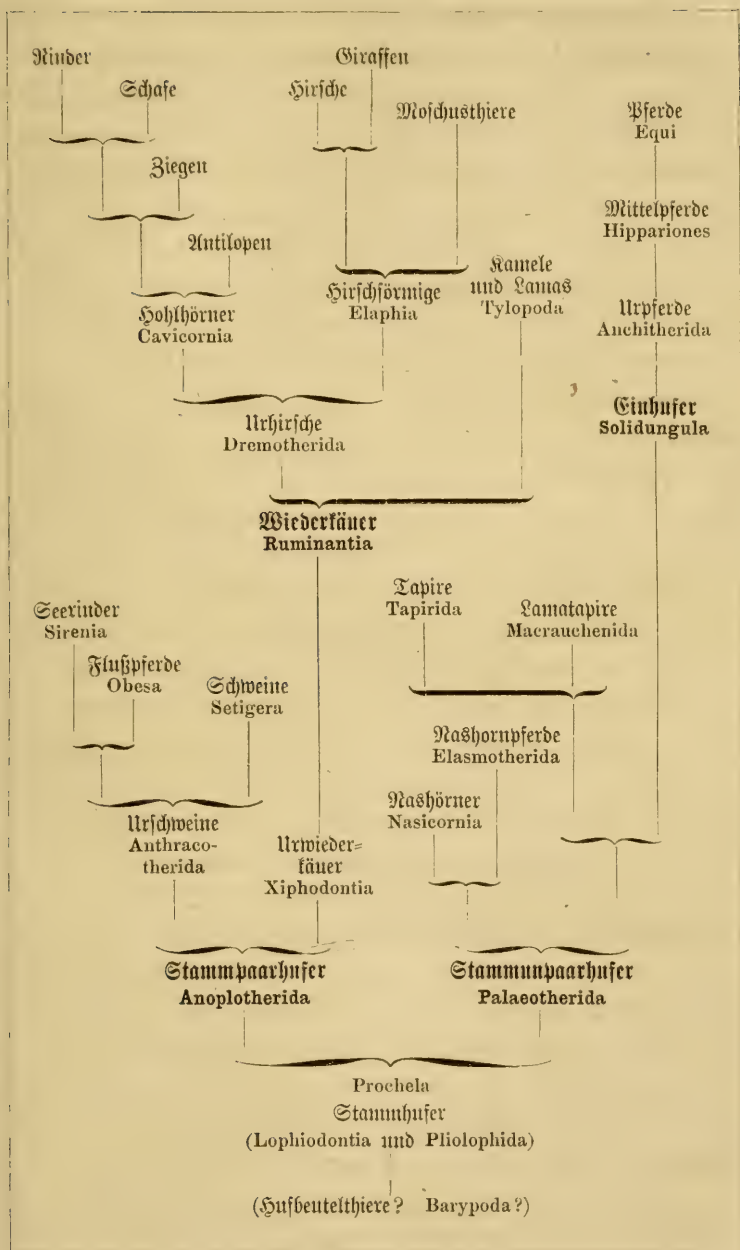 Rinder
Schafe
Ziegen
Antilopen
Hohlhörner
Cavicornia
Giraffen
Hirsche
Moschusthiere
Hirschförmige
Elaphia
Kamele
und Lamas
Tylopoda
Pferde
Equi
Mittelpferde
Hippariones
Urpferde
Anchitherida
Einhufer
Solidungula
Urhirsche
Dremotherida
Wiederkäuer
Ruminantia
Seerinder
Sirenia
Flußpferde
Obesa
Schweine
Setigera
Urschweine
Anthraco-
therida
Urwieder=
käuer
Xiphodontia
Tapire
Tapirida
Lamatapire
Macrauchenida
Nashornpferde
Elasmotherida
Nashörner
Nasicornia
Stammpaarhufer
Anoplotherida
Stammunpaarhufer
Palaeotherida
Prochela
Stammhufer
(Lophiodontia und Pliolophida)
(Hufbeutelthiere? Barypoda?)